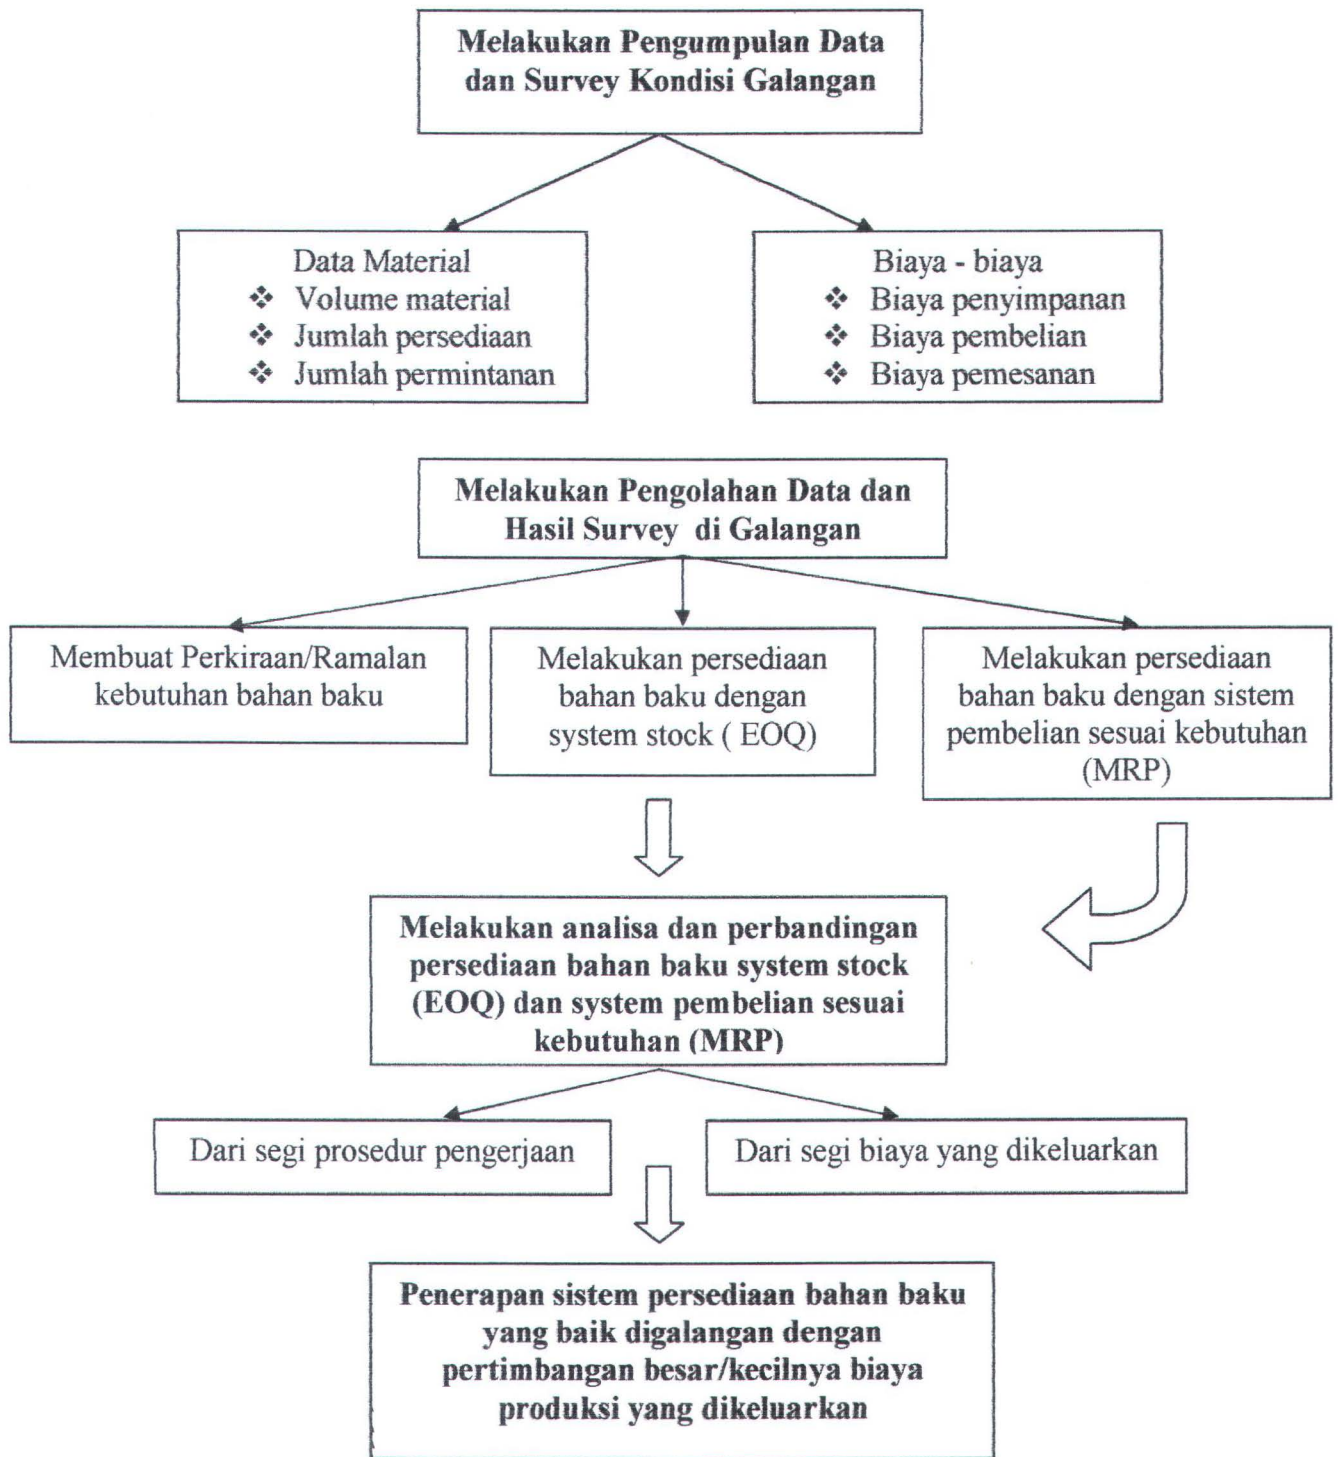 Melakukan Pengumpulan Data
dan Survey Kondisi Galangan
Data Material
❖ Volume material
❖ Jumlah persediaan
❖ Jumlah permintanan
Biaya - biaya
❖ Biaya penyimpanan
❖ Biaya pembelian
❖ Biaya pemesanan
Melakukan Pengolahan Data dan
Hasil Survey di Galangan
Membuat Perkiraan/Ramalan
kebutuhan bahan baku
Melakukan persediaan
bahan baku dengan
system stock ( EOQ)
Melakukan persediaan
bahan baku dengan sistem
pembelian sesuai kebutuhan
(MRP)
Melakukan analisa dan perbandingan
persediaan bahan baku system stock
(EOQ) dan system pembelian sesuai
kebutuhan (MRP)
Dari segi prosedur pengerjaan
Dari segi biaya yang dikeluarkan
Penerapan sistem persediaan bahan baku
yang baik digalangan dengan
pertimbangan besar/kecilnya biaya
produksi yang dikeluarkan